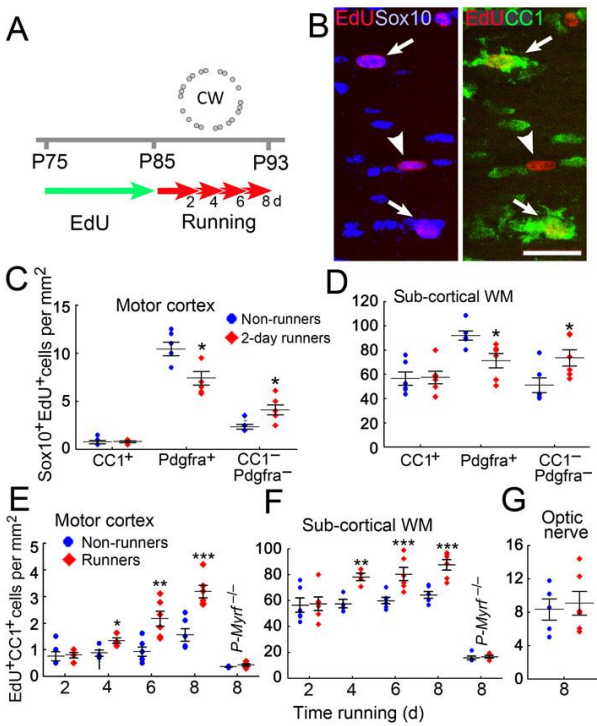 A
CW
P75 P85 P93
2 4 6 8 d
EdU Running
B
EdUSox10 EdUCC1
C
Motor cortex
Non-runners
2-day runners
Sox10+EdU+cells per mm2
15
10
5
0
*
*
CC1+ Pdgfra+ CC1– Pdgfra–
D
Sub-cortical WM
120
100
80
60
40
20
0
*
*
CC1+ Pdgfra+ CC1– Pdgfra–
E
Motor cortex
Non-runners
Runners
EdU+CC1+cells per mm2
5
4
3
2
1
0
*
**
***
P-Myrf –/–
2 4 6 8 8
F
Sub-cortical WM
100
80
60
40
20
0
**
***
***
P-Myrf –/–
2 4 6 8 8
Time running (d)
G
Optic
nerve
16
12
8
4
0
8